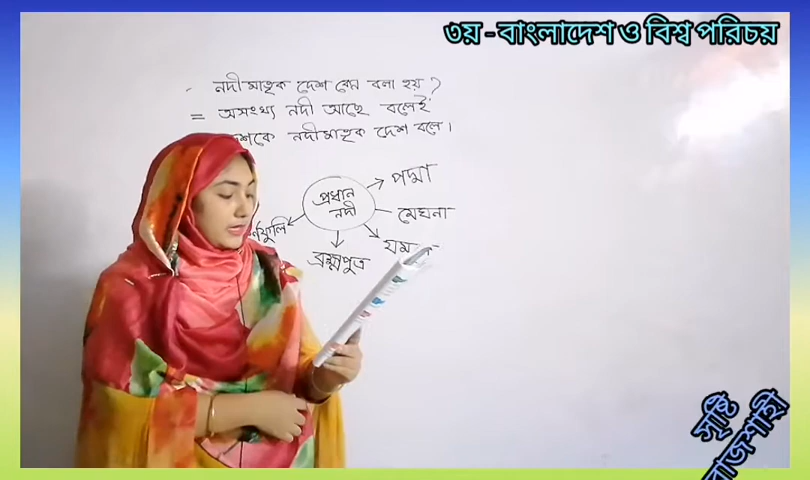 ৩য় - বাংলাদেশ ও বিশ্ব পরিচয়
নদীমাতৃক দেশ কেন বলা হয় ?
= অসংখ্য নদী আছে বলেই
নদীমাতৃক দেশ বলে ।
প্রধান
নদী
পদ্মা
মেঘনা
ব্রহ্মপুত্র
সৃষ্টি
রাজশাহী